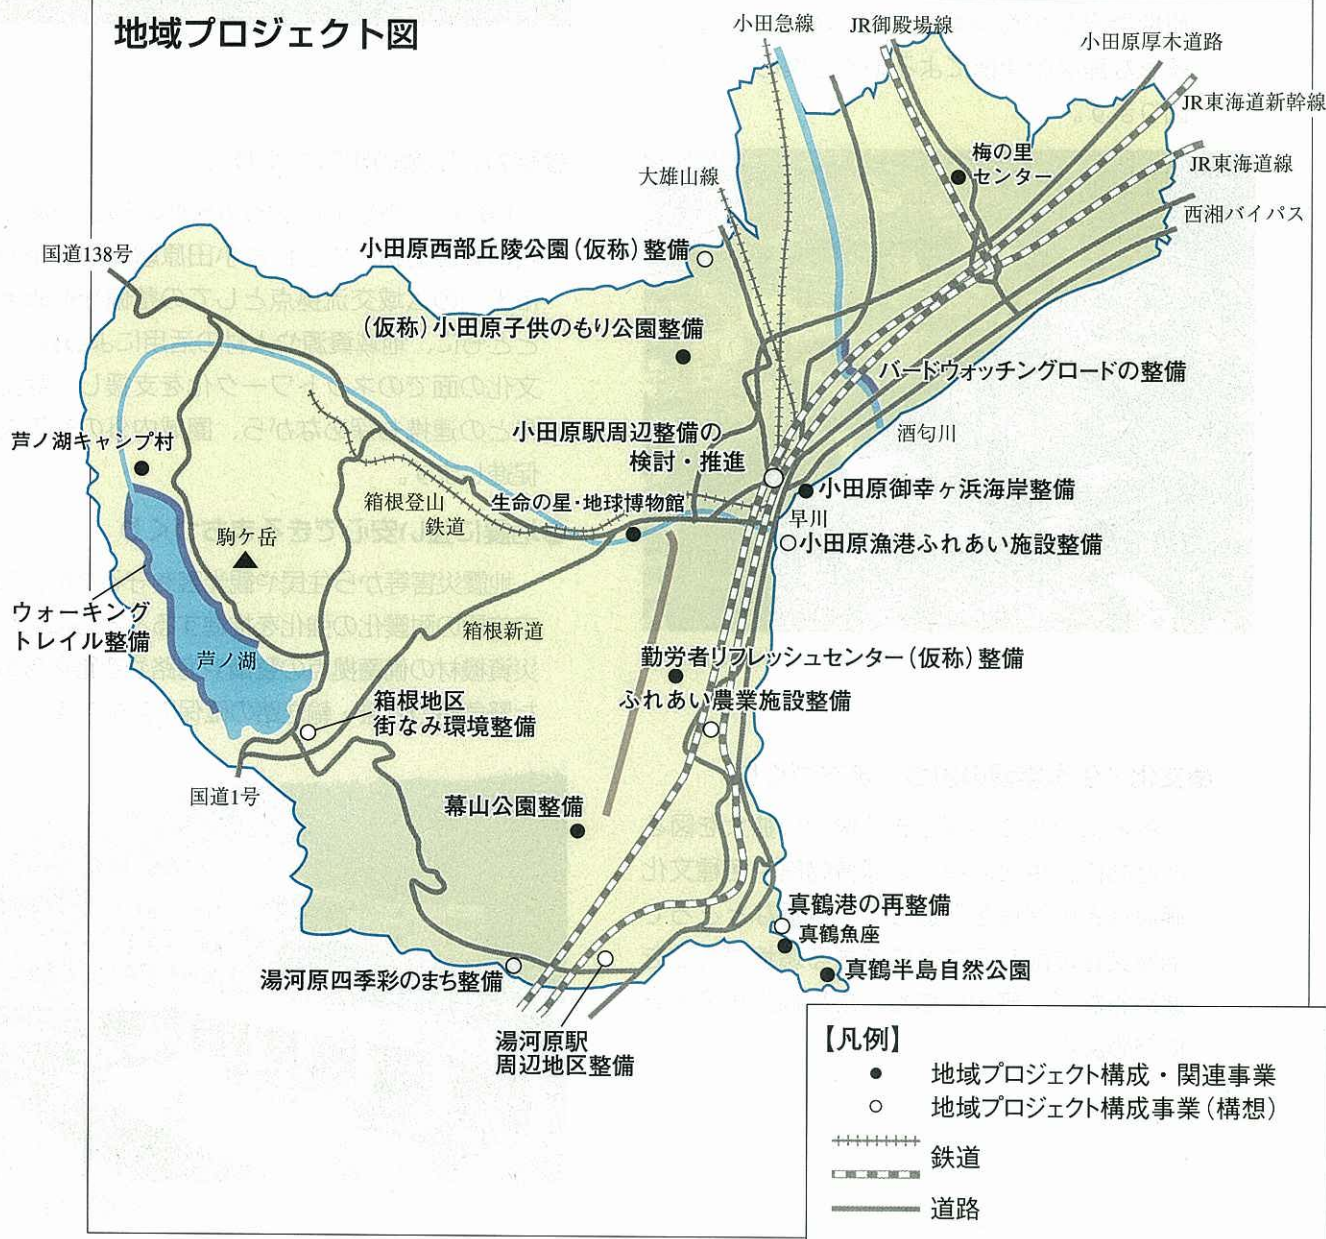 地域プロジェクト図
小田急線
JR御殿場線
小田原厚木道路
JR東海道新幹線
梅の里
センター
JR東海道線
大雄山線
西湘バイパス
国道138号
小田原西部丘陵公園(仮称)整備
(仮称)小田原子供のもり公園整備
バードウォッチングロードの整備
酒匂川
小田原駅周辺整備の
検討・推進
芦ノ湖キャンプ村
箱根登山
鉄道
生命の星・地球博物館
小田原御幸ヶ浜海岸整備
早川
小田原漁港ふれあい施設整備
駒ケ岳
ウォーキング
トレイル整備
芦ノ湖
箱根新道
勤労者リフレッシュセンター(仮称)整備
ふれあい農業施設整備
箱根地区
街なみ環境整備
国道1号
幕山公園整備
真鶴港の再整備
真鶴魚座
真鶴半島自然公園
湯河原四季彩のまち整備
湯河原駅
周辺地区整備
【凡例】
● 地域プロジェクト構成・関連事業
○ 地域プロジェクト構成事業(構想)
鉄道
道路